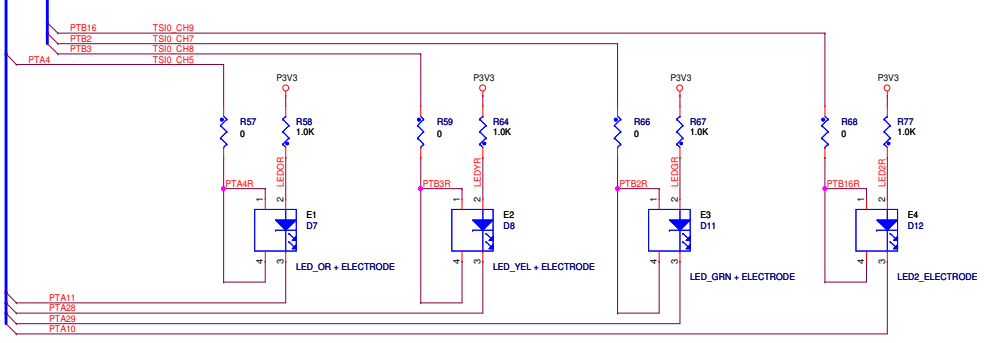 PTB16 TSI0_CH9
PTB2 TSI0_CH7
PTB3 TSI0_CH8
PTA4 TSI0_CH5
P3V3 P3V3 P3V3 P3V3
R57 R58 R59 R64 R66 R67 R68 R77
0 1.0K 0 1.0K 0 1.0K 0 1.0K
LEDOR LEDYR LEDGR LED2R
PTA4R PTB3R PTB2R PTB16R
1 2 1 2 1 2 1 2
E1 E2 E3 E4
D7 D8 D11 D12
4 3 4 3 4 3 4 3
LED_OR + ELECTRODE LED_YEL + ELECTRODE LED_GRN + ELECTRODE LED2_ELECTRODE
PTA11
PTA28
PTA29
PTA10